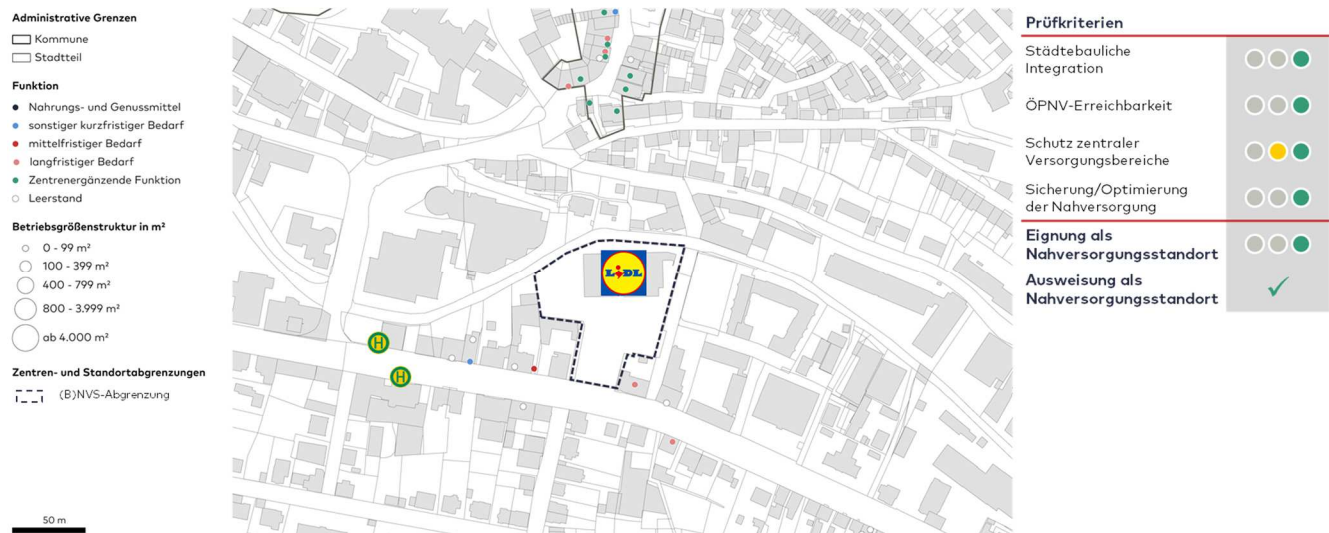 Administrative Grenzen
Kommune
Stadtteil
Funktion
Nahrungs- und Genussmittel
sonstiger kurzfristiger Bedarf
mittelfristiger Bedarf
langfristiger Bedarf
Zentrenergänzende Funktion
Leerstand
Betriebsgrößenstruktur in m²
0 - 99 m²
100 - 399 m²
400 - 799 m²
800 - 3.999 m²
ab 4.000 m²
Zentren- und Standortabgrenzungen
(B)NVS-Abgrenzung
50 m
LIDL
H
H
Prüfkriterien
Städtebauliche
Integration
ÖPNV-Erreichbarkeit
Schutz zentraler
Versorgungsbereiche
Sicherung/Optimierung
der Nahversorgung
Eignung als
Nahversorgungsstandort
Ausweisung als
Nahversorgungsstandort